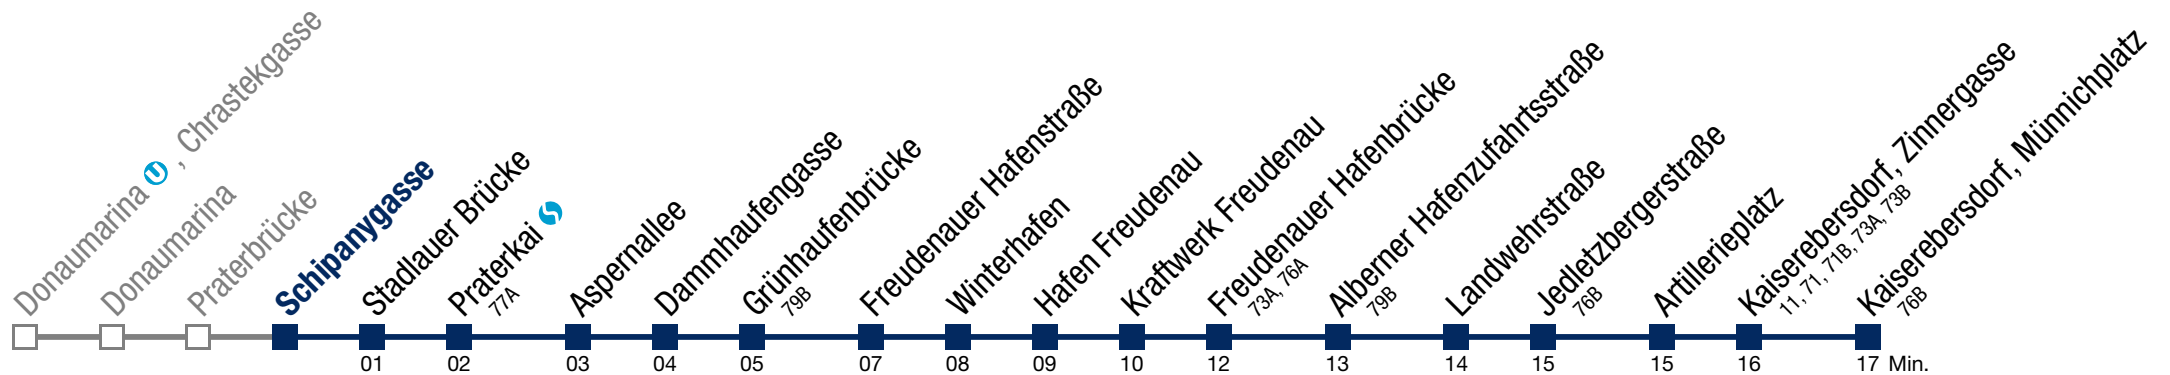 Donaumarina U, Chrastekgasse
Donaumarina
Praterbrücke
Schipanygasse
Stadlauer Brücke
01
Praterkai S
77A
02
Aspernallee
03
Dammhaufengasse
04
Grünhaufenbrücke
79B
05
Freudenauer Hafenstraße
07
Winterhafen
08
Hafen Freudenau
09
Kraftwerk Freudenau
10
Freudenauer Hafenbrücke
73A, 76A
12
Alberner Hafenzufahrtsstraße
79B
13
Landwehrstraße
14
Jedletzbergerstraße
76B
15
Artillerieplatz
15
Kaiserebersdorf, Zinnergasse
11, 71, 71B, 73A, 73B
16
Kaiserebersdorf, Münnichplatz
76B
17 Min.